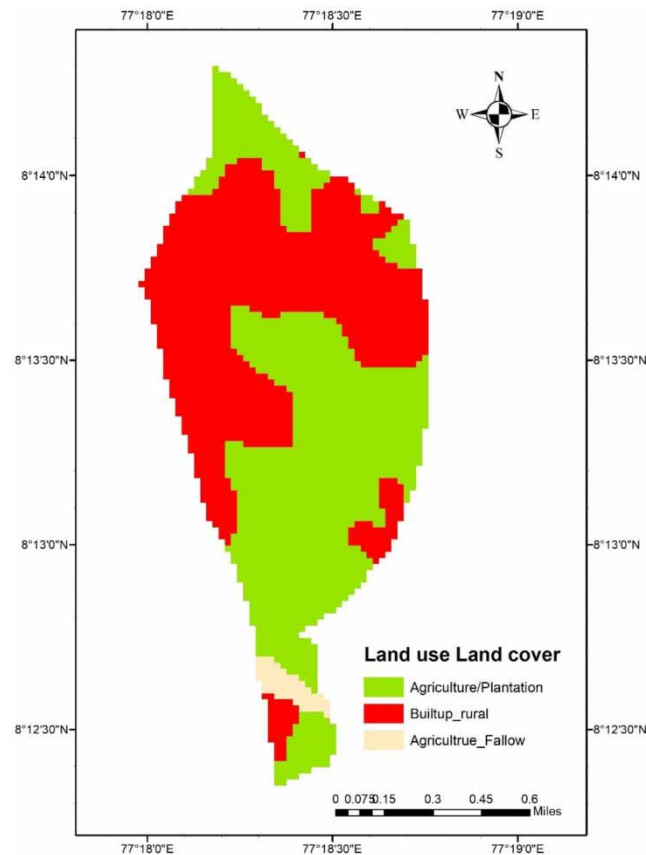 77°18'0"E 77°18'30"E 77°19'0"E
N
W E
S
8°14'0"N 8°14'0"N
8°13'30"N 8°13'30"N
8°13'0"N 8°13'0"N
Land use Land cover
Agriculture/Plantation
Builtup_rural
8°12'30"N 8°12'30"N
Agricultrue_Fallow
0 0.075 0.15 0.3 0.45 0.6
Miles
77°18'0"E 77°18'30"E 77°19'0"E